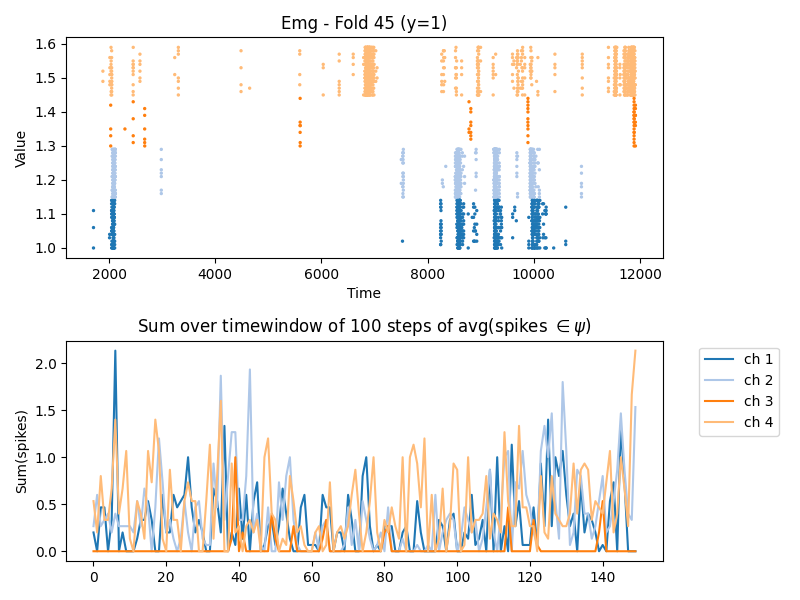 Emg - Fold 45 (y=1)
1.6
1.5
1.4
1.3
1.2
1.1
1.0
Value
2000 4000 6000 8000 10000 12000
Time
Sum over timewindow of 100 steps of avg(spikes ∈ ψ)
2.0
1.5
1.0
0.5
0.0
Sum(spikes)
0 20 40 60 80 100 120 140
ch 1
ch 2
ch 3
ch 4